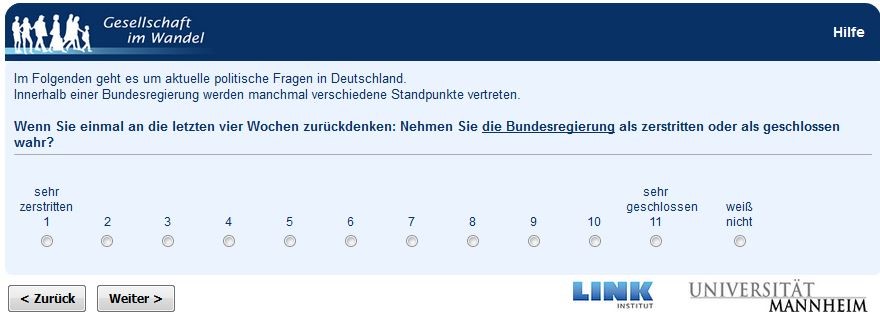 Gesellschaft
im Wandel
Hilfe
Im Folgenden geht es um aktuelle politische Fragen in Deutschland.
Innerhalb einer Bundesregierung werden manchmal verschiedene Standpunkte vertreten.
Wenn Sie einmal an die letzten vier Wochen zurückdenken: Nehmen Sie die Bundesregierung als zerstritten oder als geschlossen
wahr?
sehr sehr
zerstritten geschlossen weiß
1 2 3 4 5 6 7 8 9 10 11 nicht
< Zurück Weiter >
LINK
INSTITUT
UNIVERSITÄT
MANNHEIM